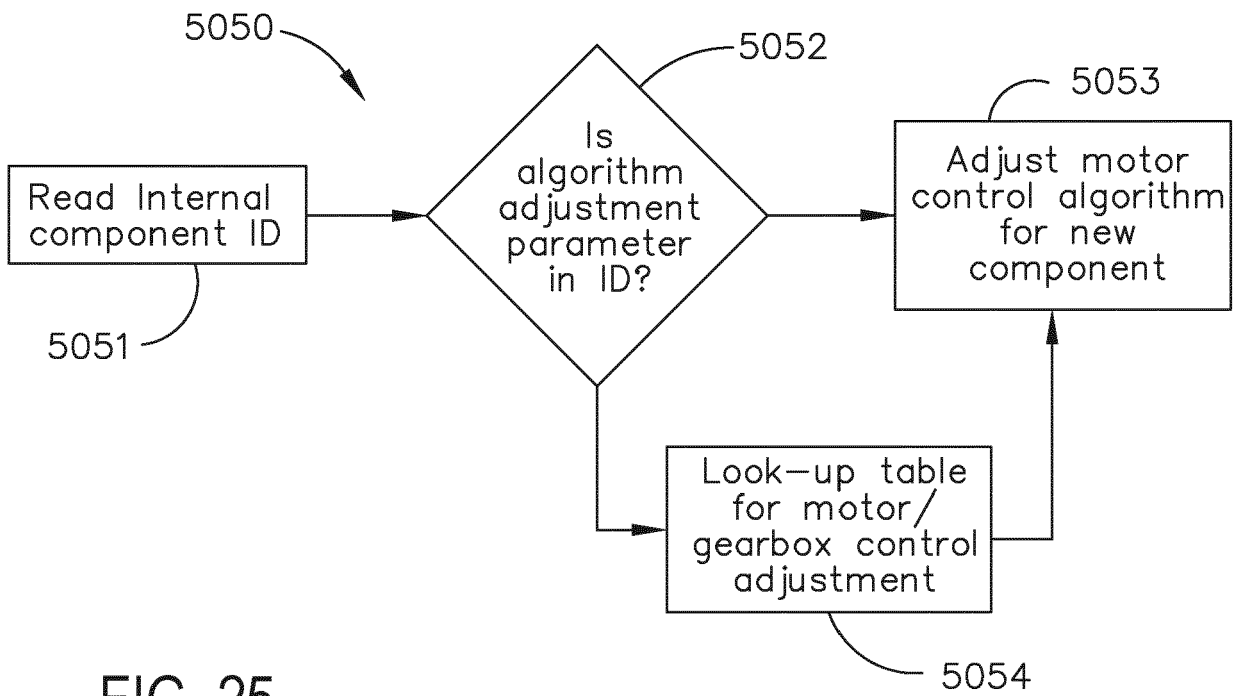 5050
5052
5053
Is
algorithm
adjustment
parameter
in ID?
Adjust motor
control algorithm
for new
component
Read Internal
component ID
5051
Look-up table
for motor/
gearbox control
adjustment
5054
FIG. 25